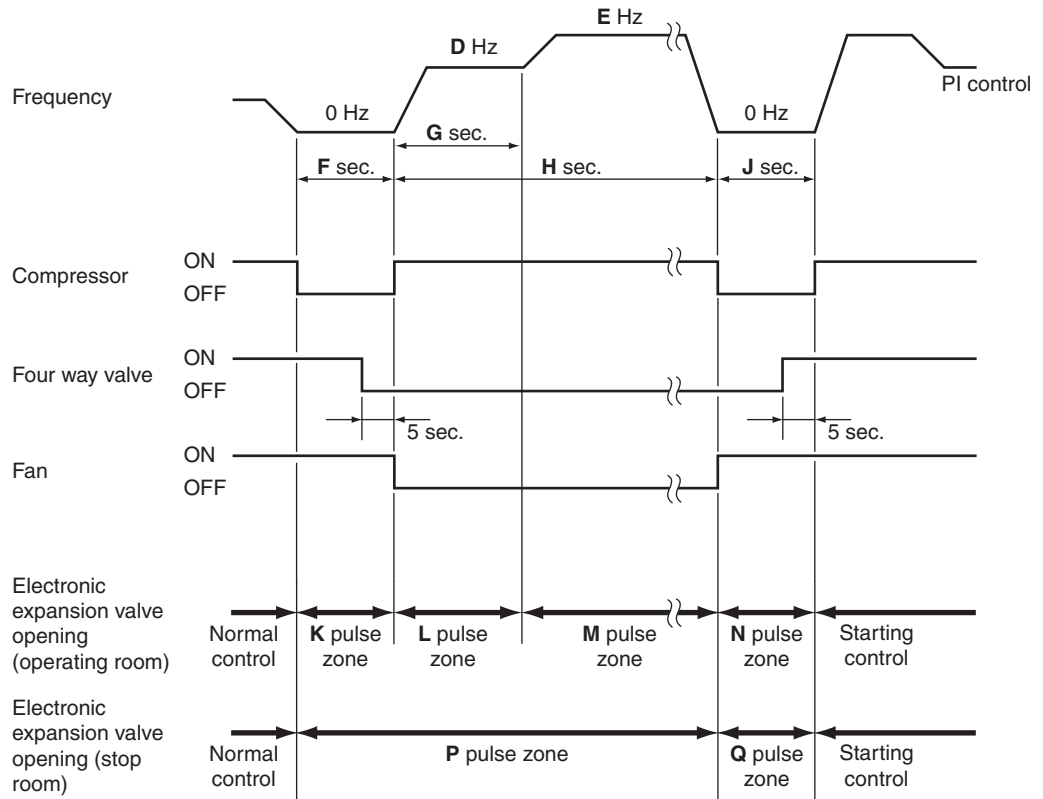 E Hz
D Hz
Frequency
0 Hz
0 Hz
PI control
G sec.
F sec.
H sec.
J sec.
Compressor
ON
OFF
Four way valve
ON
OFF
5 sec.
5 sec.
Fan
ON
OFF
Electronic
expansion valve
opening
(operating room)
Normal
control
K pulse
zone
L pulse
zone
M pulse
zone
N pulse
zone
Starting
control
Electronic
expansion valve
opening (stop
room)
Normal
control
P pulse zone
Q pulse
zone
Starting
control